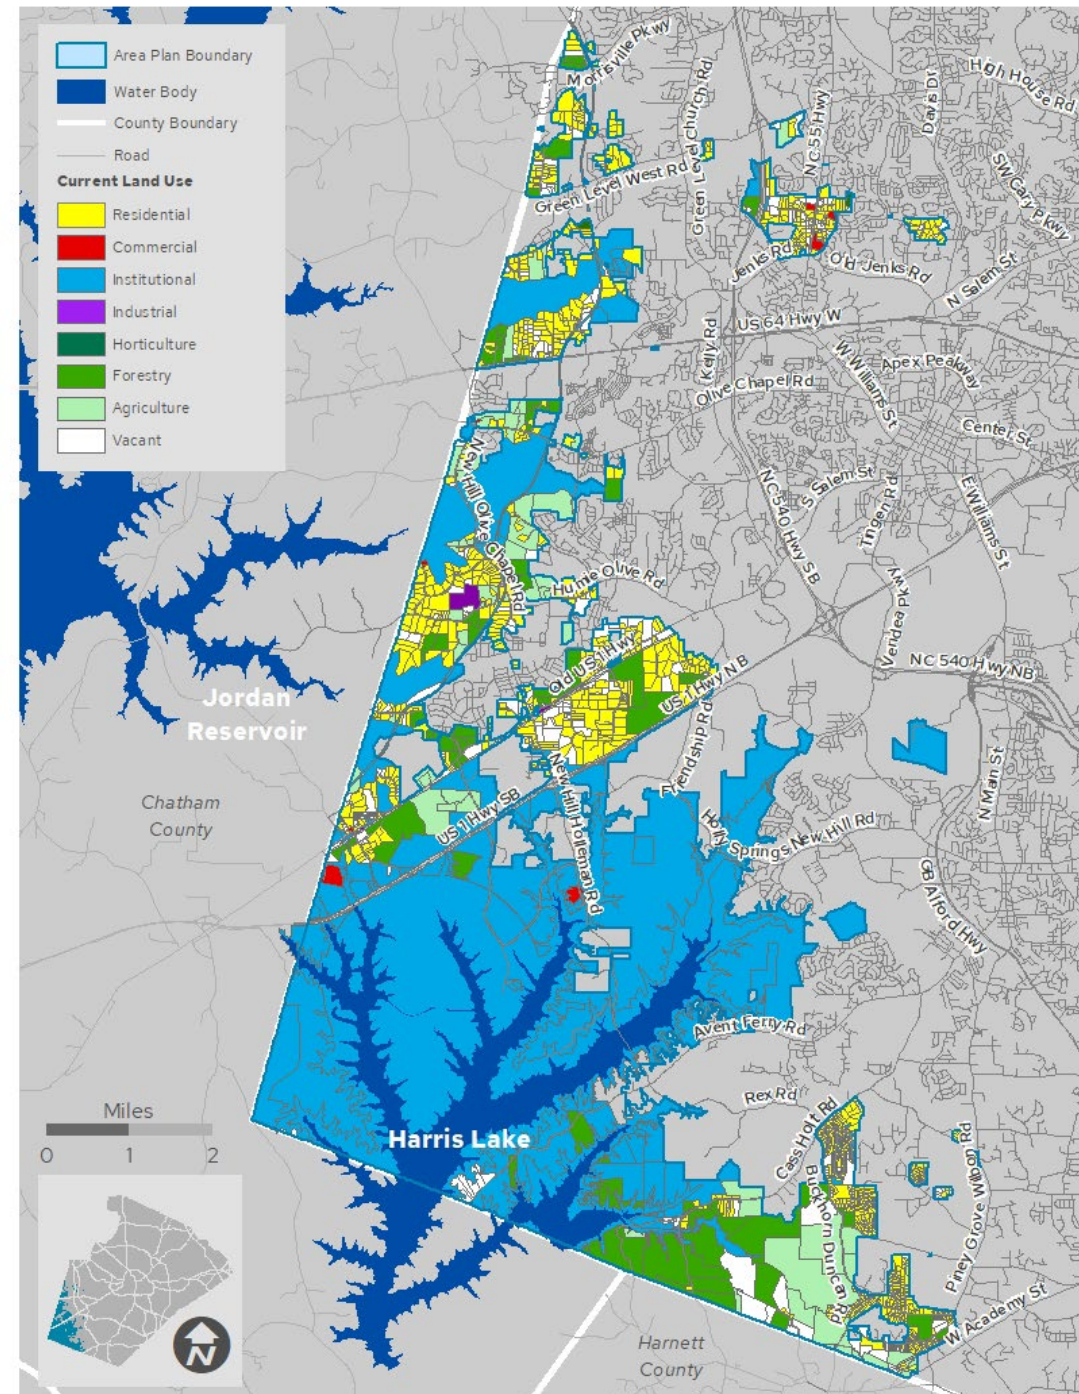 Area Plan Boundary
Water Body
County Boundary
Road
Current Land Use
Residential
Commercial
Institutional
Industrial
Horticulture
Forestry
Agriculture
Vacant
Morrisville Pkwy
High House Rd
Davis Dr
NC 55 Hwy
Green Level Church Rd
SW Cary Pkwy
Green Level West Rd
Jenks Rd
Old Jenks Rd
N Salem St
US 64 Hwy W
Kelly Rd
W Williams St
Apex Peakway
Olive Chapel Rd
Center St
New Hill Olive Chapel Rd
NC 540 Hwy SB
S Salem St
Tingen Rd
E Williams St
Humie Olive Rd
Veridea Pkwy
Old US 1 Hwy
US 1 Hwy NB
NC 540 Hwy NB
Jordan
Reservoir
Friendship Rd
N Main St
Chatham
County
New Hill Holleman Rd
US 1 Hwy SB
Holly Springs New Hill Rd
GB Alford Hwy
Avent Ferry Rd
Rex Rd
Cass Holt Rd
Miles
0 1 2
Harris Lake
Buckhorn Duncan Rd
Piney Grove Wilbon Rd
W Academy St
Harnett
County
N